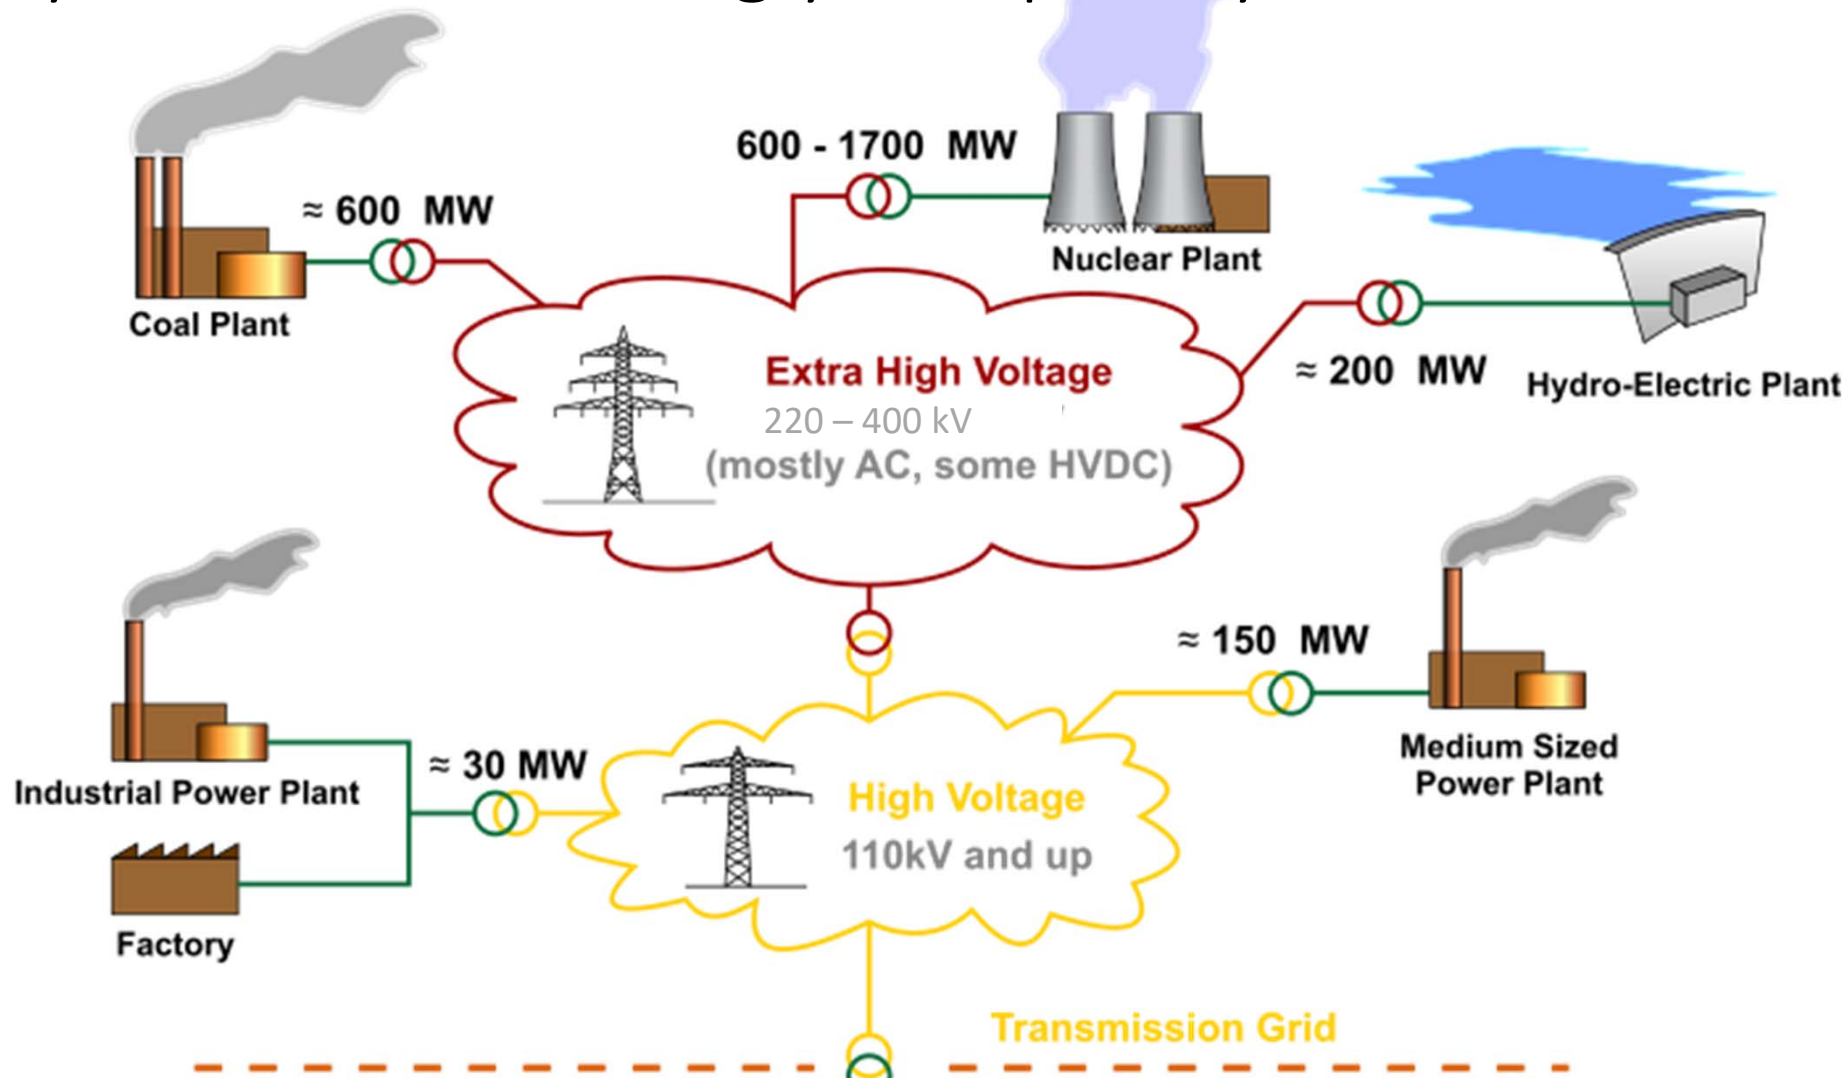 600 - 1700 MW
≈ 600 MW
Nuclear Plant
Coal Plant
Extra High Voltage
≈ 200 MW
Hydro-Electric Plant
220 – 400 kV
(mostly AC, some HVDC)
≈ 150 MW
Medium Sized
Power Plant
≈ 30 MW
Industrial Power Plant
High Voltage
110kV and up
Factory
Transmission Grid